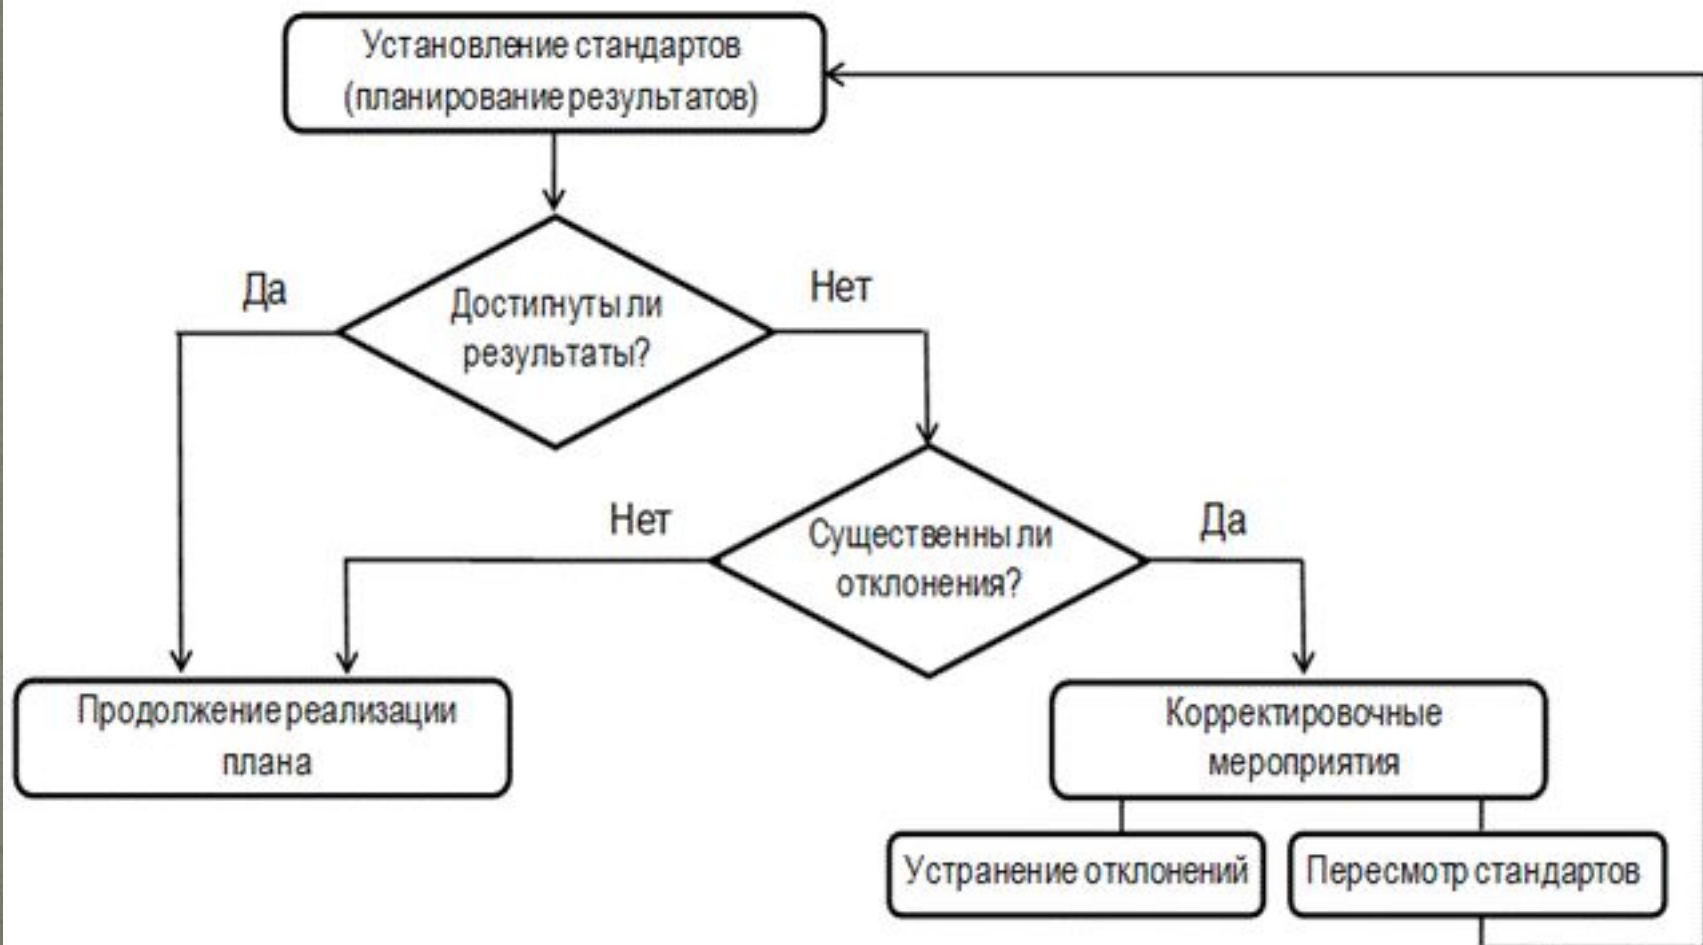 Установление стандартов
(планирование результатов)
Да
Нет
Достигнуты ли
результаты?
Нет
Да
Существенны ли
отклонения?
Продолжение реализации
плана
Корректировочные
мероприятия
Устранение отклонений
Пересмотр стандартов